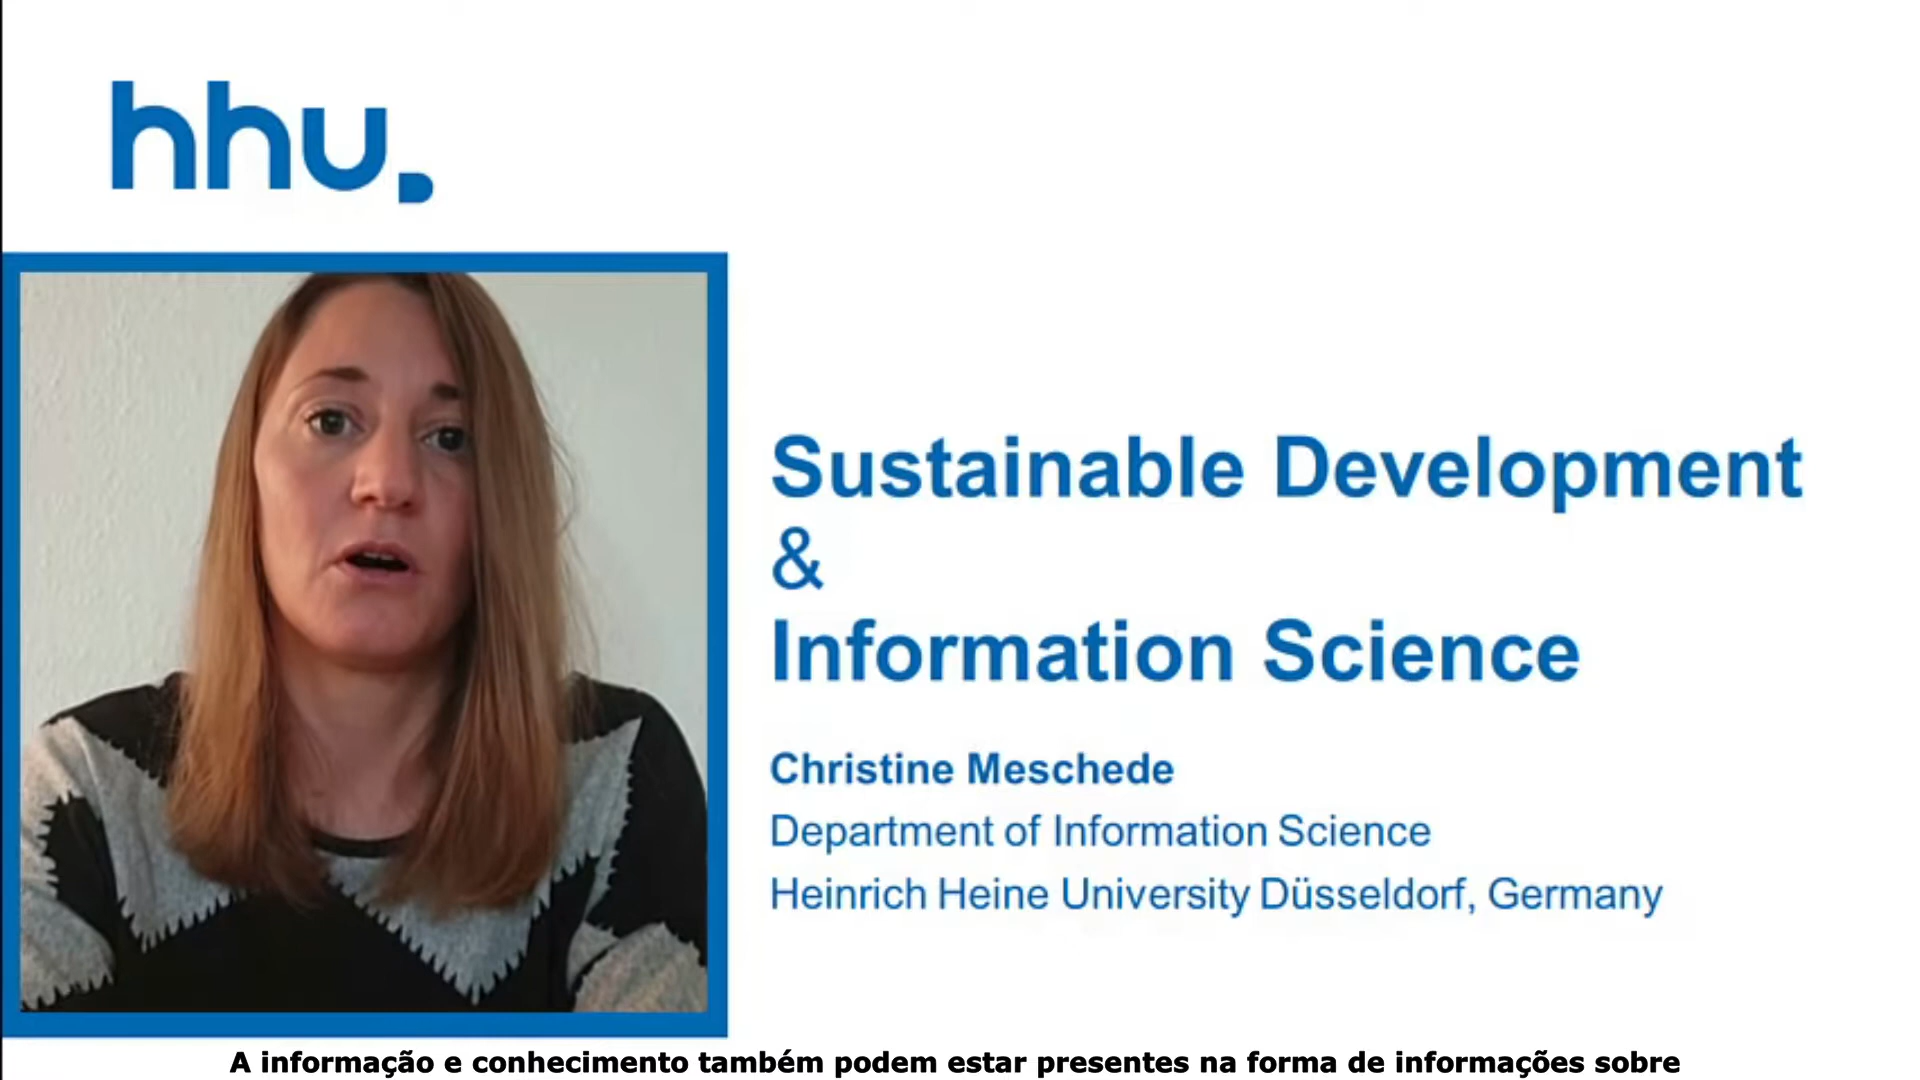 hhu.
Sustainable Development
&
Information Science
Christine Meschede
Department of Information Science
Heinrich Heine University Düsseldorf, Germany
A informação e conhecimento também podem estar presentes na forma de informações sobre